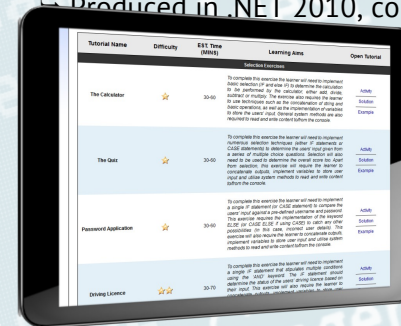 Produced in .NET 2010, co
Tutorial Name Difficulty EST. Time (MINS) Learning Aims Open Tutorial
Selection Exercises
The Calculator 30-60
To complete this exercise the learner will need to implement
basic selection (IF and else IF) to determine the calculation
to be performed by the calculator: either add, divide,
subtract or multiply. The exercise also requires the learner
to use techniques such as the concatenation of string and
basic operations, as well as the implementation of variables
to store the users' input. General system methods are also
required to read and write content to/from the console.
Activity
Solution
Example
The Quiz 30-60
To complete this exercise the learner will need to implement
numerous selection techniques (either IF statements or
CASE statements) to determine the users' input given from
a series of multiple choice questions. Selection will also
need to be used to determine the overall score too. Apart
from selection, this exercise will require the learner to
concatenate outputs, implement variables to store user
input and utilise system methods to read and write content
to/from the console.
Activity
Solution
Example
Password Application 30-60
To complete this exercise the learner will need to implement
a single IF statement (or CASE statement) to compare the
users' input against a pre-defined username and password.
This exercise requires the implementation of the keyword
ELSE (or CASE ELSE if using CASE) to catch any other
possibilities (in this case, incorrect user details). This
exercise will also require the learner to concatenate outputs,
implement variables to store user input and utilise system
methods to read and write content to/from the console.
Activity
Solution
Example
Driving Licence 30-70
To complete this exercise the learner will need to implement
a single IF statement that stipulates multiple conditions
using the 'AND' keyword. The IF statement should
determine the status of the users' driving licence based on
their input. This exercise will also require the learner to
concatenate outputs, implement variables to store user
Activity
Solution
Example